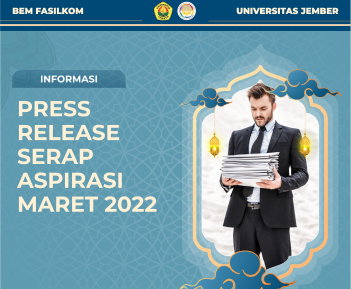 BEM FASILKOM
UNIVERSITAS JEMBER
INFORMASI
PRESS
RELEASE
SERAP
ASPIRASI
MARET 2022